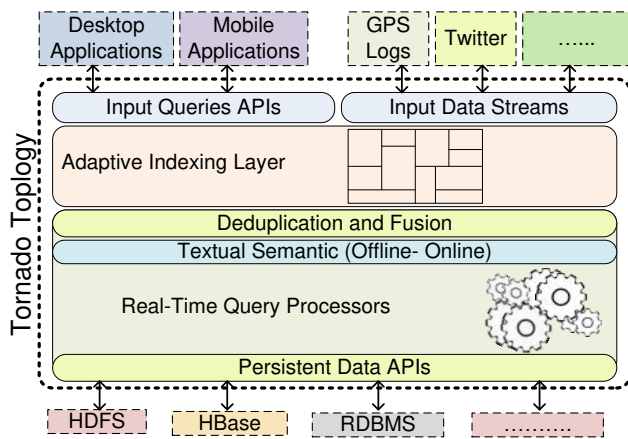 Desktop
Applications
Mobile
Applications
GPS
Logs
Twitter
…...
Tornado Toplogy
Input Queries APIs
Input Data Streams
Adaptive Indexing Layer
Deduplication and Fusion
Textual Semantic (Offline- Online)
Real-Time Query Processors
Persistent Data APIs
HDFS
HBase
RDBMS
……….